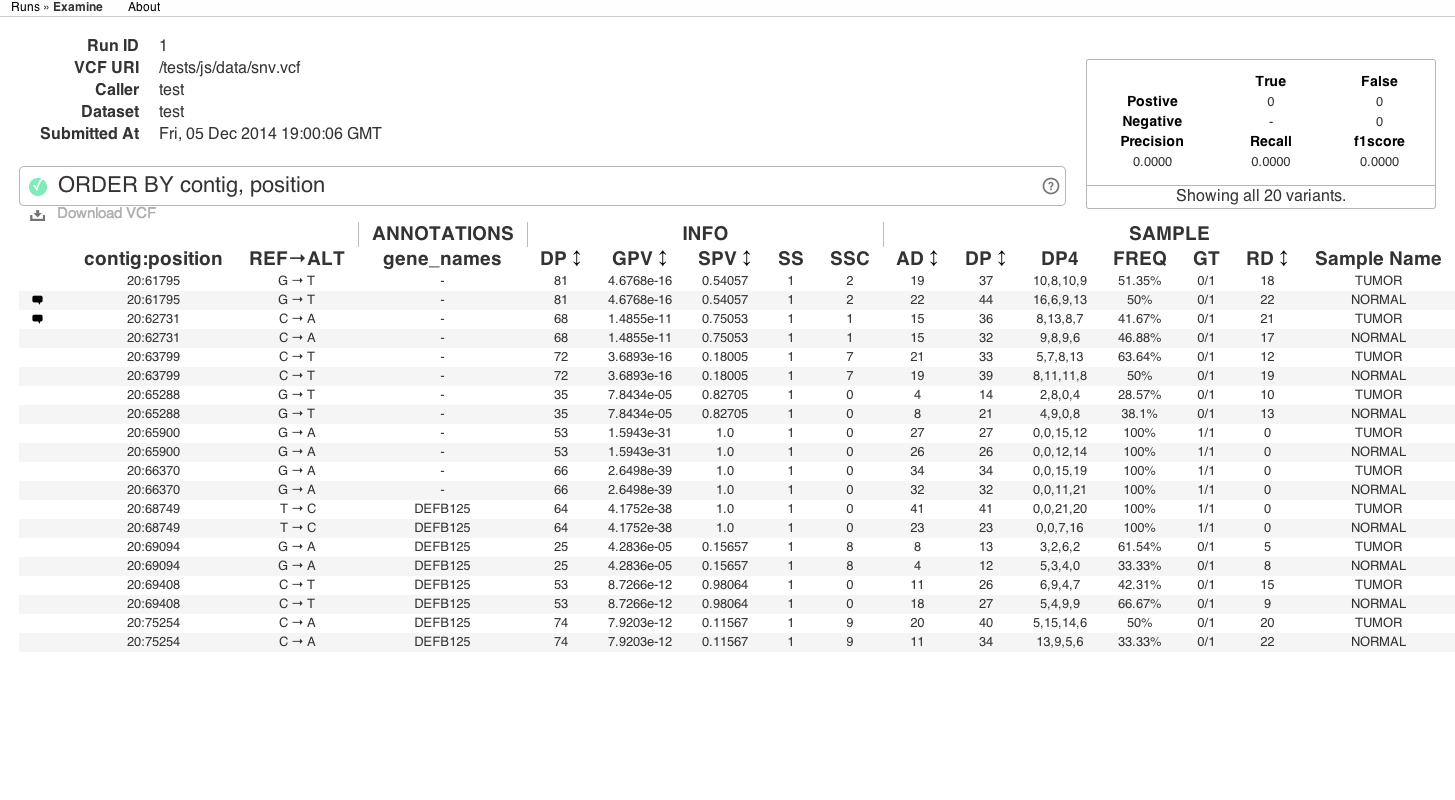 Runs » Examine About
Run ID 1
VCF URI /tests/js/data/snv.vcf
Caller test
Dataset test
Submitted At Fri, 05 Dec 2014 19:00:06 GMT
True False
Postive 0 0
Negative - 0
Precision Recall f1score
0.0000 0.0000 0.0000
Showing all 20 variants.
ORDER BY contig, position ?
Download VCF
ANNOTATIONS INFO SAMPLE
contig:position REF→ALT gene_names DP ↕ GPV ↕ SPV ↕ SS SSC AD ↕ DP ↕ DP4 FREQ GT RD ↕ Sample Name
20:61795 G → T - 81 4.6768e-16 0.54057 1 2 19 37 10,8,10,9 51.35% 0/1 18 TUMOR
20:61795 G → T - 81 4.6768e-16 0.54057 1 2 22 44 16,6,9,13 50% 0/1 22 NORMAL
20:62731 C → A - 68 1.4855e-11 0.75053 1 1 15 36 8,13,8,7 41.67% 0/1 21 TUMOR
20:62731 C → A - 68 1.4855e-11 0.75053 1 1 15 32 9,8,9,6 46.88% 0/1 17 NORMAL
20:63799 C → T - 72 3.6893e-16 0.18005 1 7 21 33 5,7,8,13 63.64% 0/1 12 TUMOR
20:63799 C → T - 72 3.6893e-16 0.18005 1 7 19 39 8,11,11,8 50% 0/1 19 NORMAL
20:65288 G → T - 35 7.8434e-05 0.82705 1 0 4 14 2,8,0,4 28.57% 0/1 10 TUMOR
20:65288 G → T - 35 7.8434e-05 0.82705 1 0 8 21 4,9,0,8 38.1% 0/1 13 NORMAL
20:65900 G → A - 53 1.5943e-31 1.0 1 0 27 27 0,0,15,12 100% 1/1 0 TUMOR
20:65900 G → A - 53 1.5943e-31 1.0 1 0 26 26 0,0,12,14 100% 1/1 0 NORMAL
20:66370 G → A - 66 2.6498e-39 1.0 1 0 34 34 0,0,15,19 100% 1/1 0 TUMOR
20:66370 G → A - 66 2.6498e-39 1.0 1 0 32 32 0,0,11,21 100% 1/1 0 NORMAL
20:68749 T → C DEFB125 64 4.1752e-38 1.0 1 0 41 41 0,0,21,20 100% 1/1 0 TUMOR
20:68749 T → C DEFB125 64 4.1752e-38 1.0 1 0 23 23 0,0,7,16 100% 1/1 0 NORMAL
20:69094 G → A DEFB125 25 4.2836e-05 0.15657 1 8 8 13 3,2,6,2 61.54% 0/1 5 TUMOR
20:69094 G → A DEFB125 25 4.2836e-05 0.15657 1 8 4 12 5,3,4,0 33.33% 0/1 8 NORMAL
20:69408 C → T DEFB125 53 8.7266e-12 0.98064 1 0 11 26 6,9,4,7 42.31% 0/1 15 TUMOR
20:69408 C → T DEFB125 53 8.7266e-12 0.98064 1 0 18 27 5,4,9,9 66.67% 0/1 9 NORMAL
20:75254 C → A DEFB125 74 7.9203e-12 0.11567 1 9 20 40 5,15,14,6 50% 0/1 20 TUMOR
20:75254 C → A DEFB125 74 7.9203e-12 0.11567 1 9 11 34 13,9,5,6 33.33% 0/1 22 NORMAL